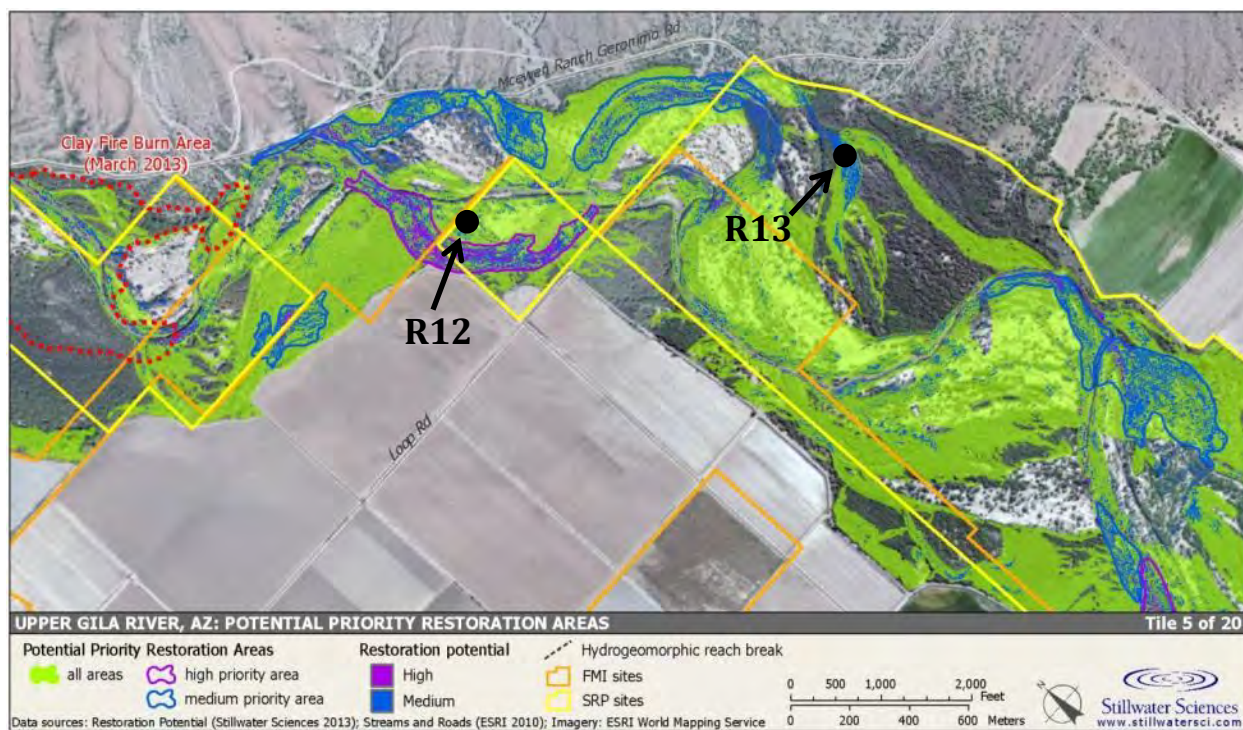 Mcewen Ranch Geronimo Rd
Clay Fire Burn Area
(March 2013)
R13
R12
Loop Rd
UPPER GILA RIVER, AZ: POTENTIAL PRIORITY RESTORATION AREAS
Tile 5 of 20
Potential Priority Restoration Areas
all areas
high priority area
medium priority area
Restoration potential
High
Medium
Hydrogeomorphic reach break
FMI sites
SRP sites
0 500 1,000 2,000
Feet
0 200 400 600
Meters
N
Stillwater Sciences
www.stillwatersci.com
Data sources: Restoration Potential (Stillwater Sciences 2013); Streams and Roads (ESRI 2010); Imagery: ESRI World Mapping Service